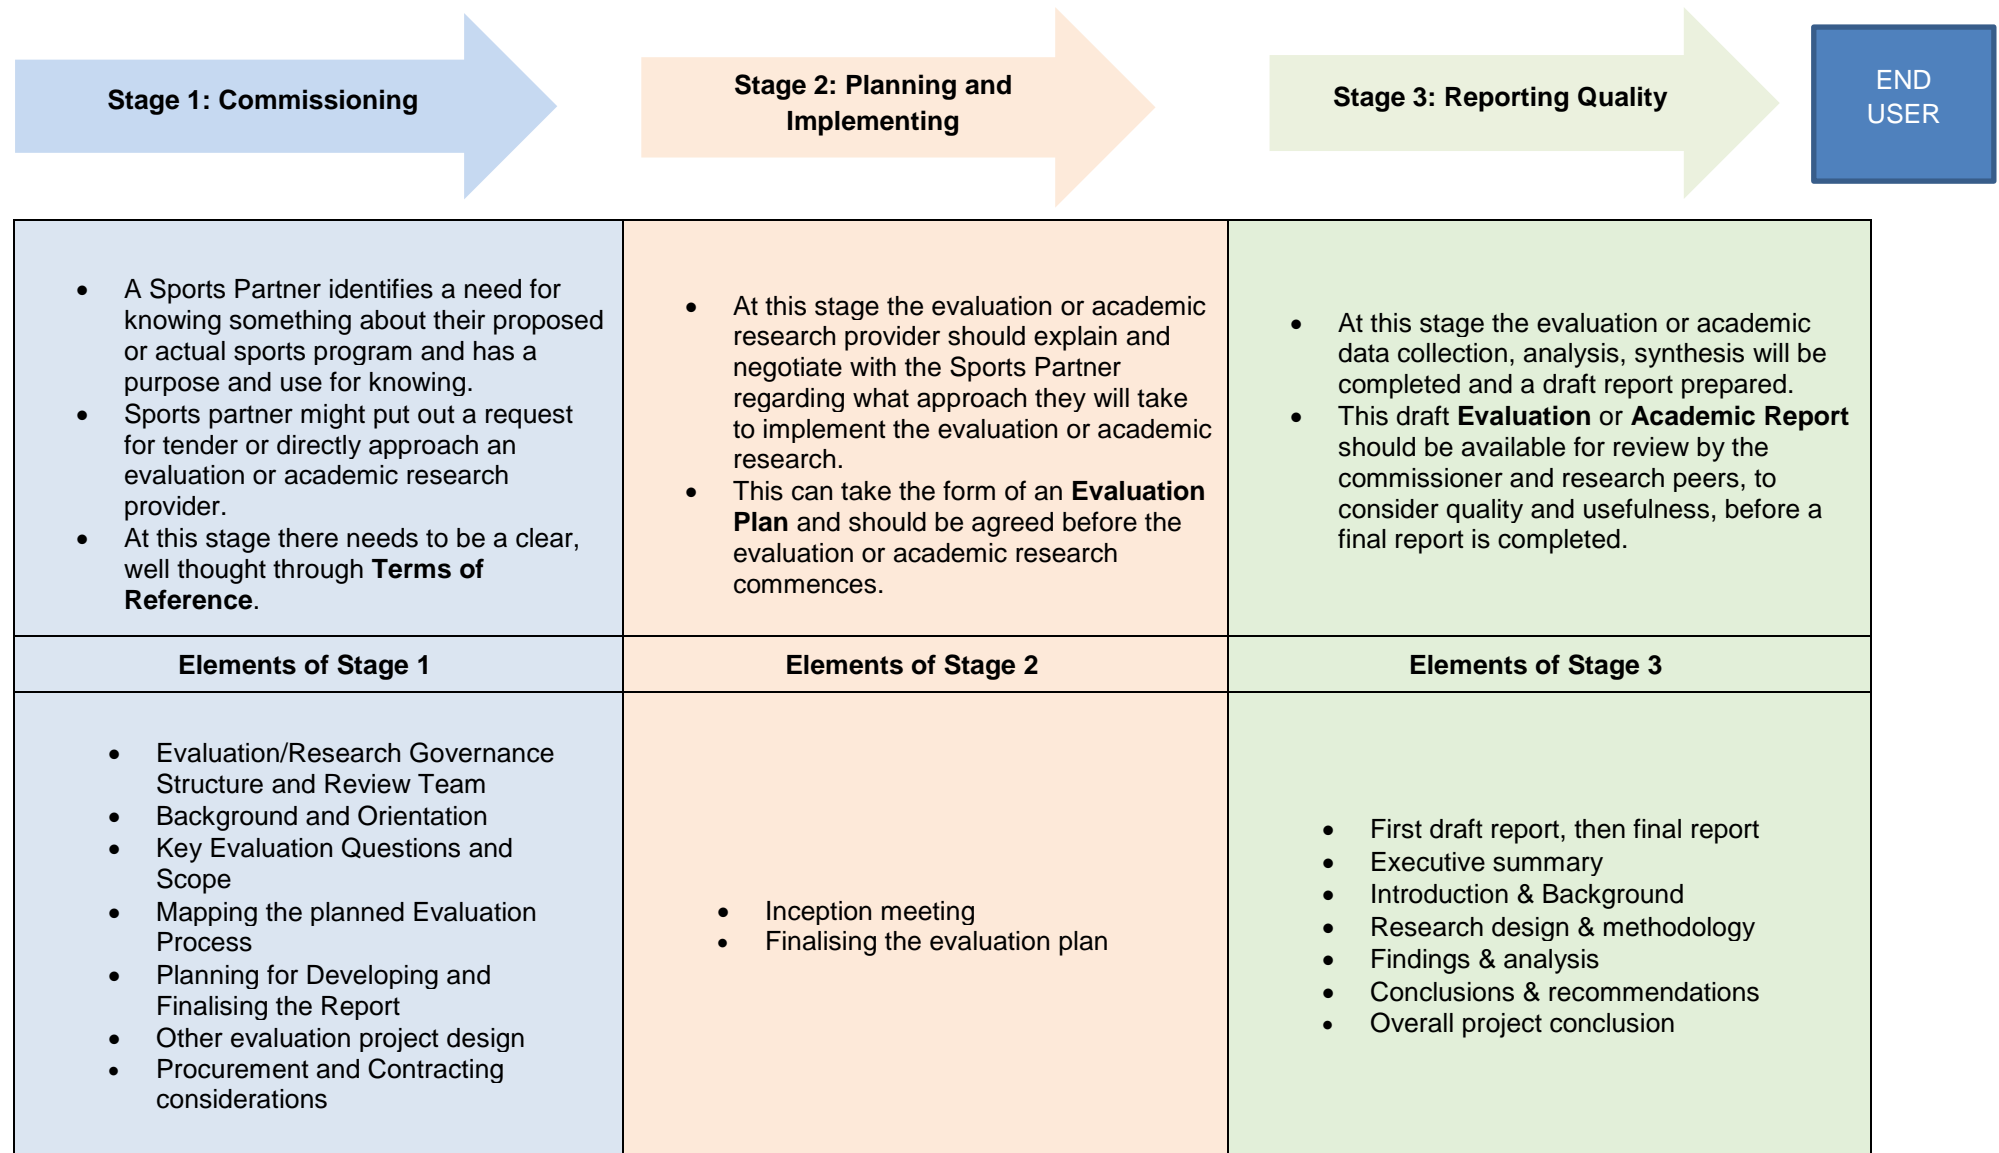 Stage 1: Commissioning
Stage 2: Planning and
Implementing
Stage 3: Reporting Quality
END
USER
• A Sports Partner identifies a need for
knowing something about their proposed
or actual sports program and has a
purpose and use for knowing.
• Sports partner might put out a request
for tender or directly approach an
evaluation or academic research
provider.
• At this stage there needs to be a clear,
well thought through Terms of
Reference.
• At this stage the evaluation or academic
research provider should explain and
negotiate with the Sports Partner
regarding what approach they will take
to implement the evaluation or academic
research.
• This can take the form of an Evaluation
Plan and should be agreed before the
evaluation or academic research
commences.
• At this stage the evaluation or academic
data collection, analysis, synthesis will be
completed and a draft report prepared.
• This draft Evaluation or Academic Report
should be available for review by the
commissioner and research peers, to
consider quality and usefulness, before a
final report is completed.
Elements of Stage 1
Elements of Stage 2
Elements of Stage 3
• Evaluation/Research Governance
Structure and Review Team
• Background and Orientation
• Key Evaluation Questions and
Scope
• Mapping the planned Evaluation
Process
• Planning for Developing and
Finalising the Report
• Other evaluation project design
• Procurement and Contracting
considerations
• Inception meeting
• Finalising the evaluation plan
• First draft report, then final report
• Executive summary
• Introduction & Background
• Research design & methodology
• Findings & analysis
• Conclusions & recommendations
• Overall project conclusion